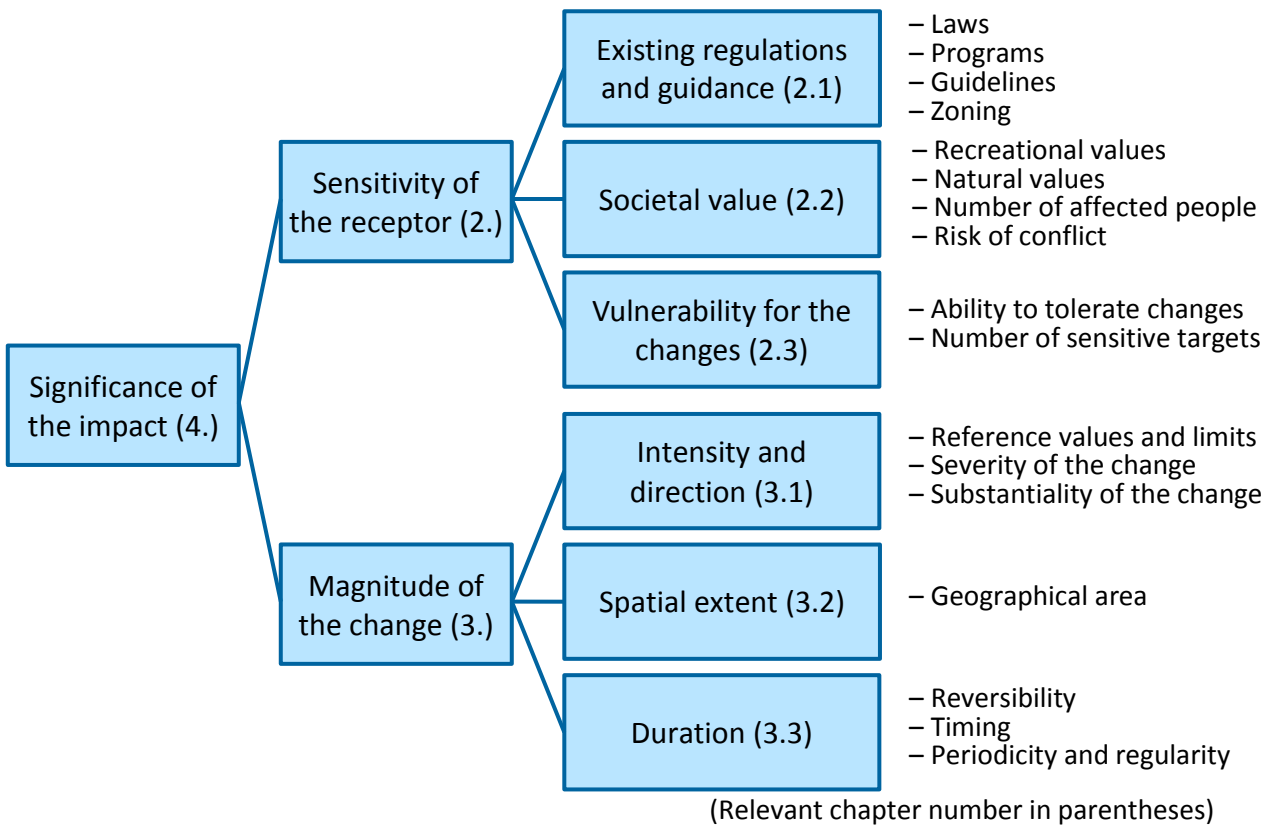 Significance of
the impact (4.)
Sensitivity of
the receptor (2.)
Existing regulations
and guidance (2.1)
– Laws
– Programs
– Guidelines
– Zoning
Societal value (2.2)
– Recreational values
– Natural values
– Number of affected people
– Risk of conflict
Vulnerability for the
changes (2.3)
– Ability to tolerate changes
– Number of sensitive targets
Magnitude of
the change (3.)
Intensity and
direction (3.1)
– Reference values and limits
– Severity of the change
– Substantiality of the change
Spatial extent (3.2)
– Geographical area
Duration (3.3)
– Reversibility
– Timing
– Periodicity and regularity
(Relevant chapter number in parentheses)